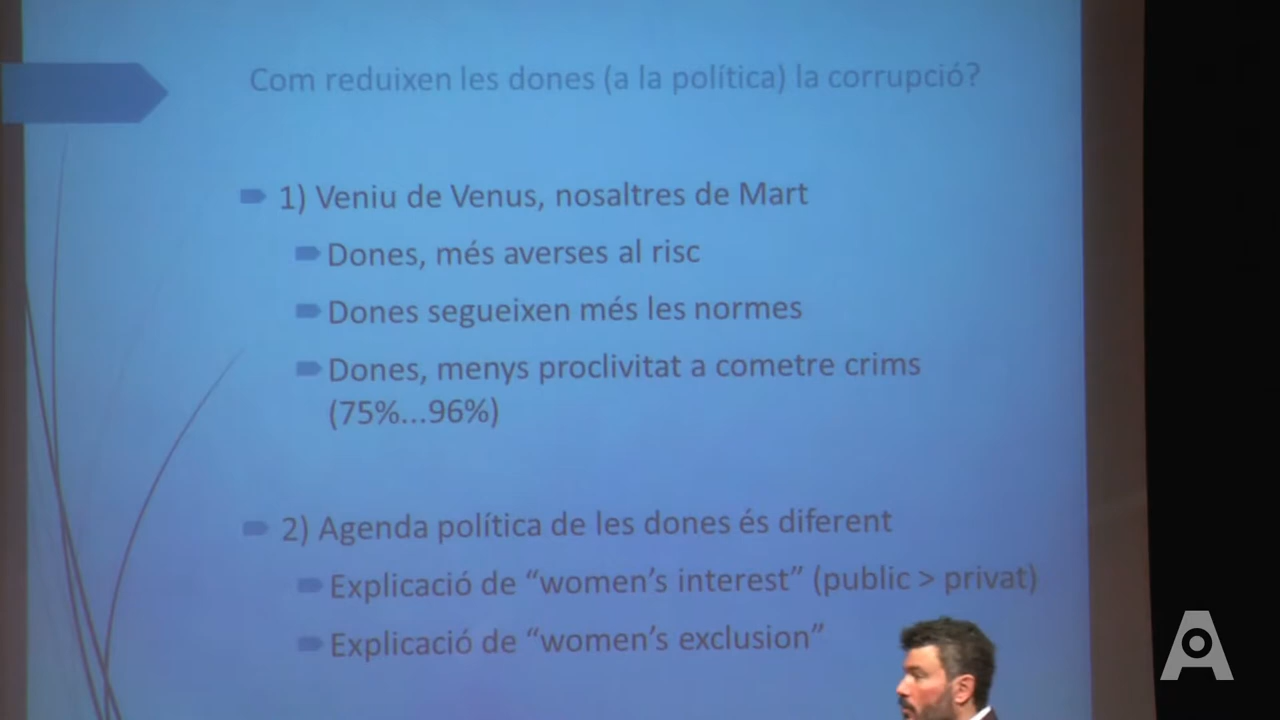 Com reduixen les dones (a la política) la corrupció?
1) Veniu de Venus, nosaltres de Mart
Dones, més averses al risc
Dones segueixen més les normes
Dones, menys proclivitat a cometre crims
(75%...96%)
2) Agenda política de les dones és diferent
Explicació de “women’s interest” (public > privat)
Explicació de “women’s exclusion”